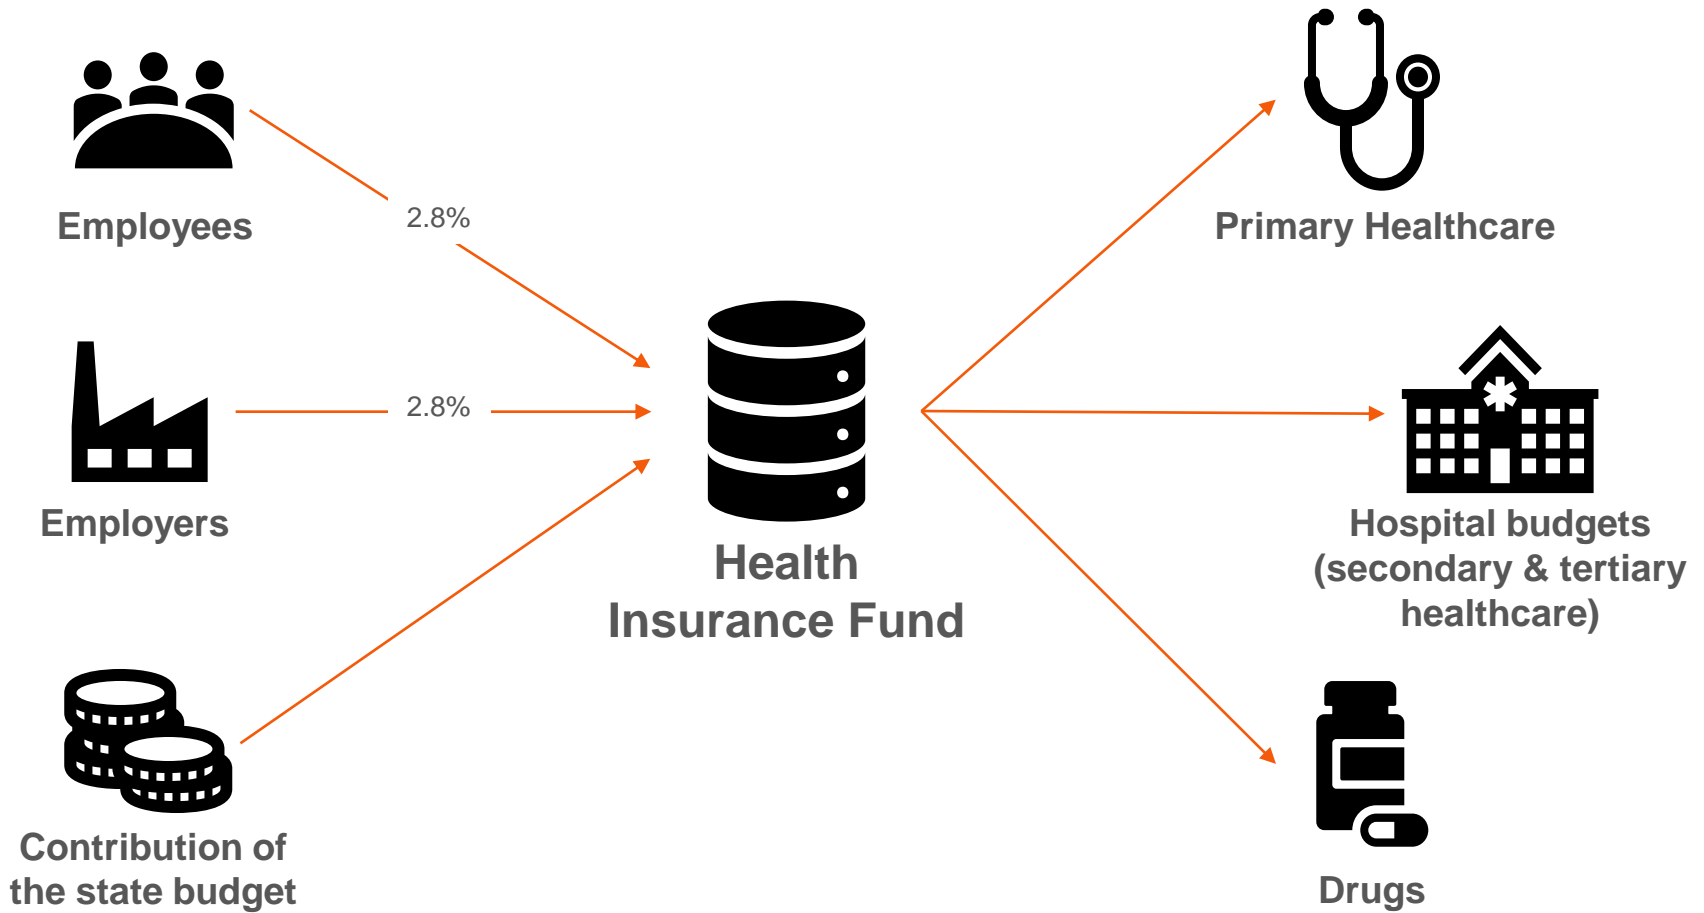 Employees
2.8%
Primary Healthcare
Employers
2.8%
Health
Insurance Fund
Hospital budgets
(secondary & tertiary
healthcare)
Contribution of
the state budget
Drugs